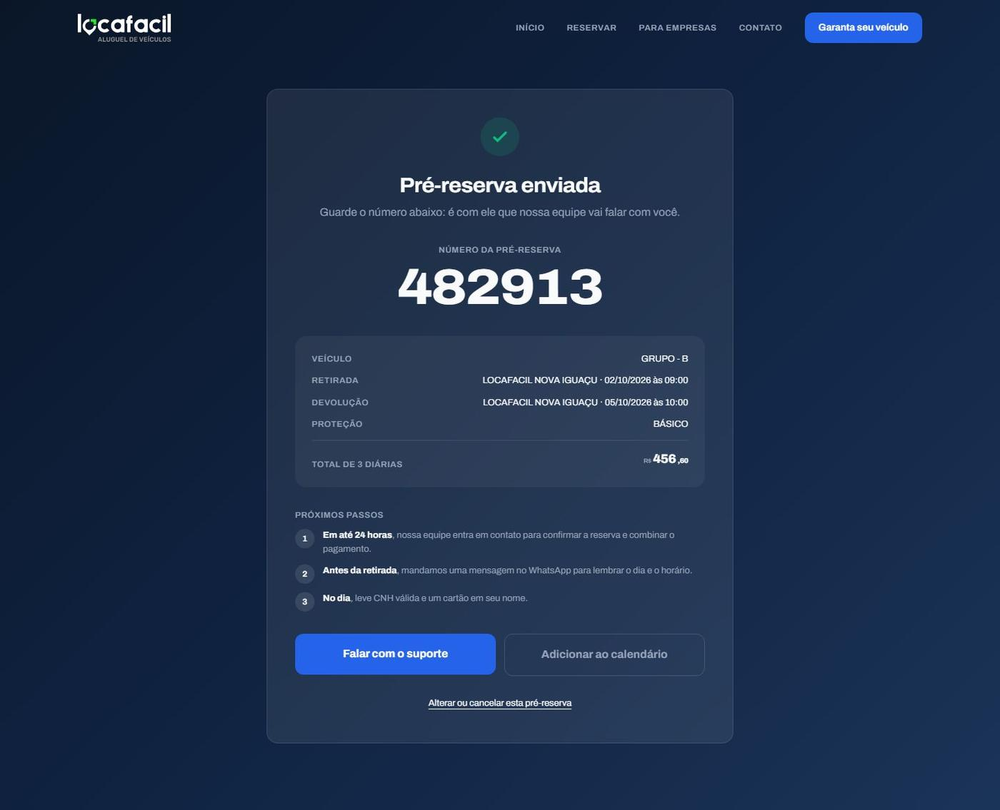 locafacil
ALUGUEL DE VEÍCULOS
INÍCIO
RESERVAR
PARA EMPRESAS
CONTATO
Garanta seu veículo
Pré-reserva enviada
Guarde o número abaixo: é com ele que nossa equipe vai falar com você.
NÚMERO DA PRÉ-RESERVA
482913
VEÍCULO GRUPO - B
RETIRADA LOCAFACIL NOVA IGUAÇU · 02/10/2026 às 09:00
DEVOLUÇÃO LOCAFACIL NOVA IGUAÇU · 05/10/2026 às 10:00
PROTEÇÃO BÁSICO
TOTAL DE 3 DIÁRIAS R$ 456,60
PRÓXIMOS PASSOS
1 Em até 24 horas, nossa equipe entra em contato para confirmar a reserva e combinar o
pagamento.
2 Antes da retirada, mandamos uma mensagem no WhatsApp para lembrar o dia e o horário.
3 No dia, leve CNH válida e um cartão em seu nome.
Falar com o suporte
Adicionar ao calendário
Alterar ou cancelar esta pré-reserva